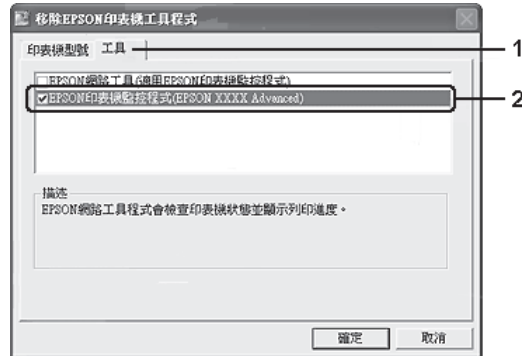 移除EPSON印表機工具程式
印表機型號 工具
1
EPSON網路工具(適用EPSON印表機監控程式)
EPSON印表機監控程式(EPSON XXXX Advanced)
2
描述
EPSON網路工具程式會檢查印表機狀態並顯示列印進度。
確定 取消